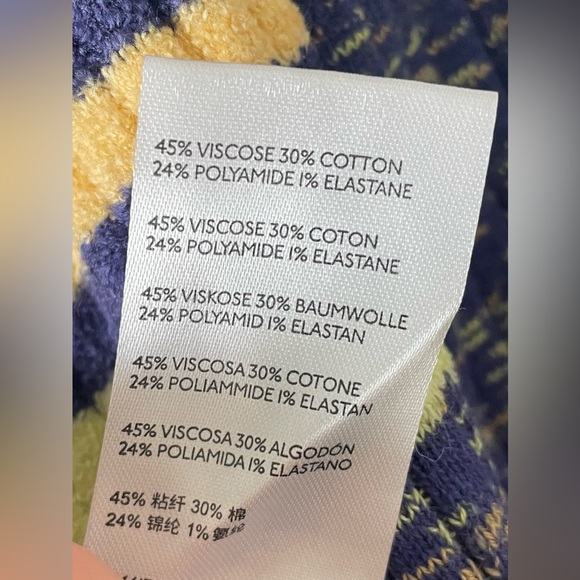 45% VISCOSE 30% COTTON
24% POLYAMIDE 1% ELASTANE
45% VISCOSE 30% COTON
24% POLYAMIDE 1% ELASTANE
45% VISKOSE 30% BAUMWOLLE
24% POLYAMID 1% ELASTAN
45% VISCOSA 30% COTONE
24% POLIAMMIDE 1% ELASTAN
45% VISCOSA 30% ALGODÓN
24% POLIAMIDA 1% ELASTANO
45% 粘纤 30% 棉
24% 锦纶 1%